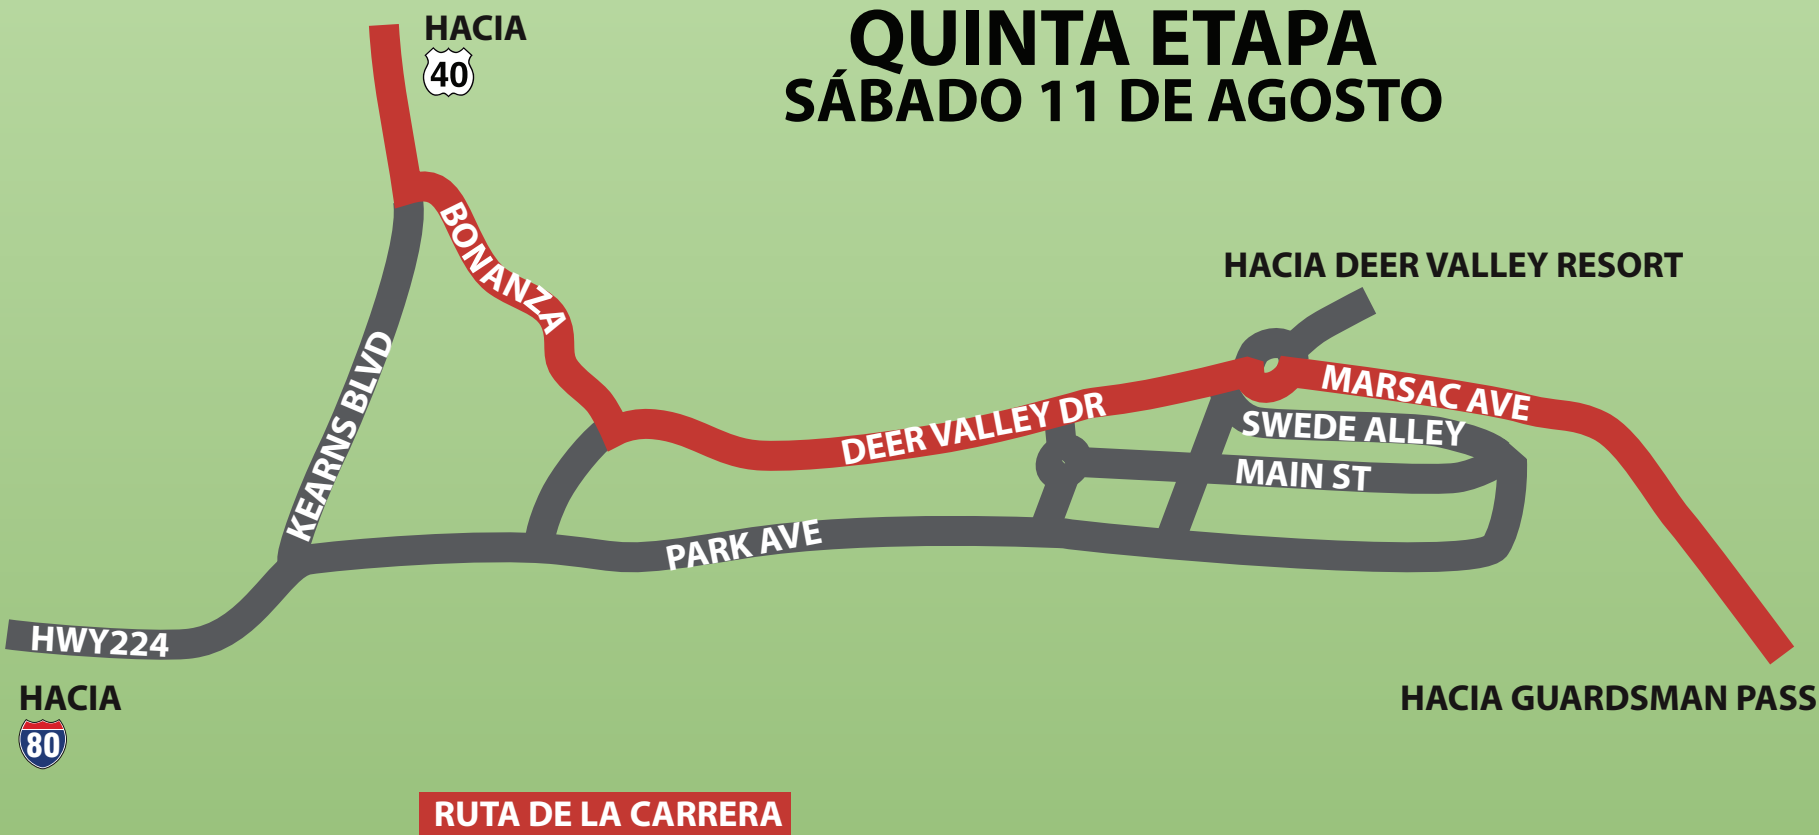 QUINTA ETAPA
SÁBADO 11 DE AGOSTO
HACIA
40
BONANZA
HACIA DEER VALLEY RESORT
KEARNS BLVD
DEER VALLEY DR
MARSAC AVE
SWEDE ALLEY
MAIN ST
PARK AVE
HWY224
HACIA
80
HACIA GUARDSMAN PASS
RUTA DE LA CARRERA